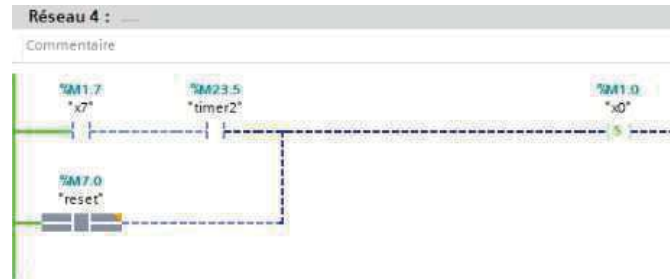 Réseau 4 :
Commentaire
%M1.7
"x7"
%M23.5
"timer2"
%M1.0
"x0"
S
%M7.0
"reset"